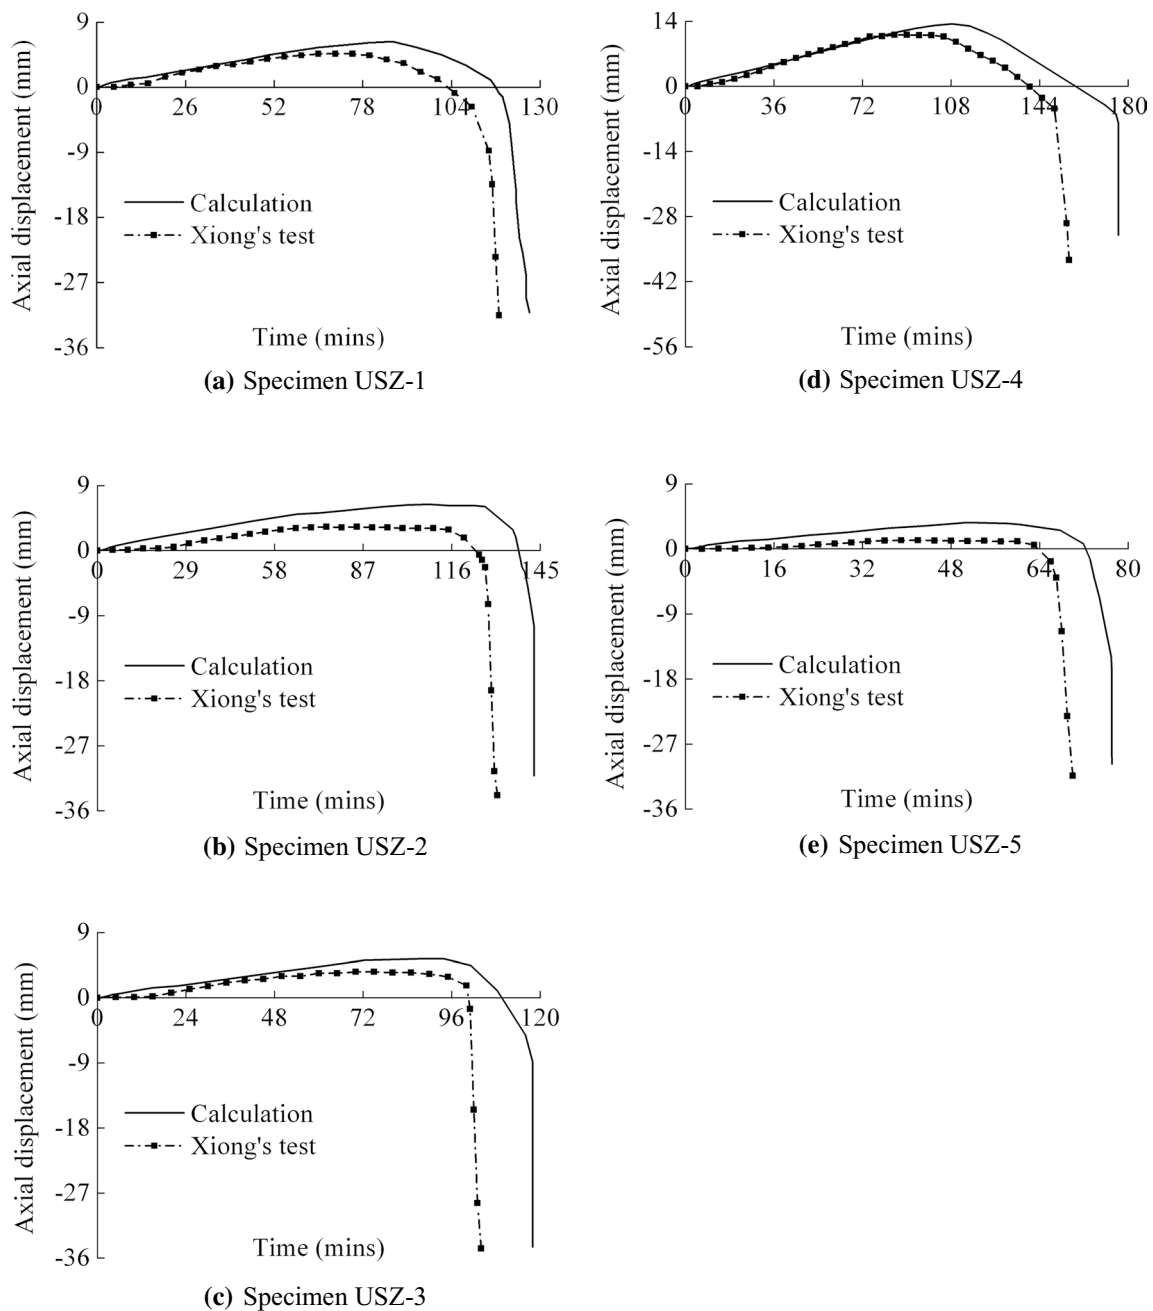 9
0
-9
-18
-27
-36
0 26 52 78 104 130
Axial displacement (mm)
Calculation
Xiong's test
Time (mins)
(a) Specimen USZ-1
14
0
-14
-28
-42
-56
0 36 72 108 144 180
Axial displacement (mm)
Calculation
Xiong's test
Time (mins)
(d) Specimen USZ-4
9
0
-9
-18
-27
-36
0 29 58 87 116 145
Axial displacement (mm)
Calculation
Xiong's test
Time (mins)
(b) Specimen USZ-2
9
0
-9
-18
-27
-36
0 16 32 48 64 80
Axial displacement (mm)
Calculation
Xiong's test
Time (mins)
(e) Specimen USZ-5
9
0
-9
-18
-27
-36
0 24 48 72 96 120
Axial displacement (mm)
Calculation
Xiong's test
Time (mins)
(c) Specimen USZ-3